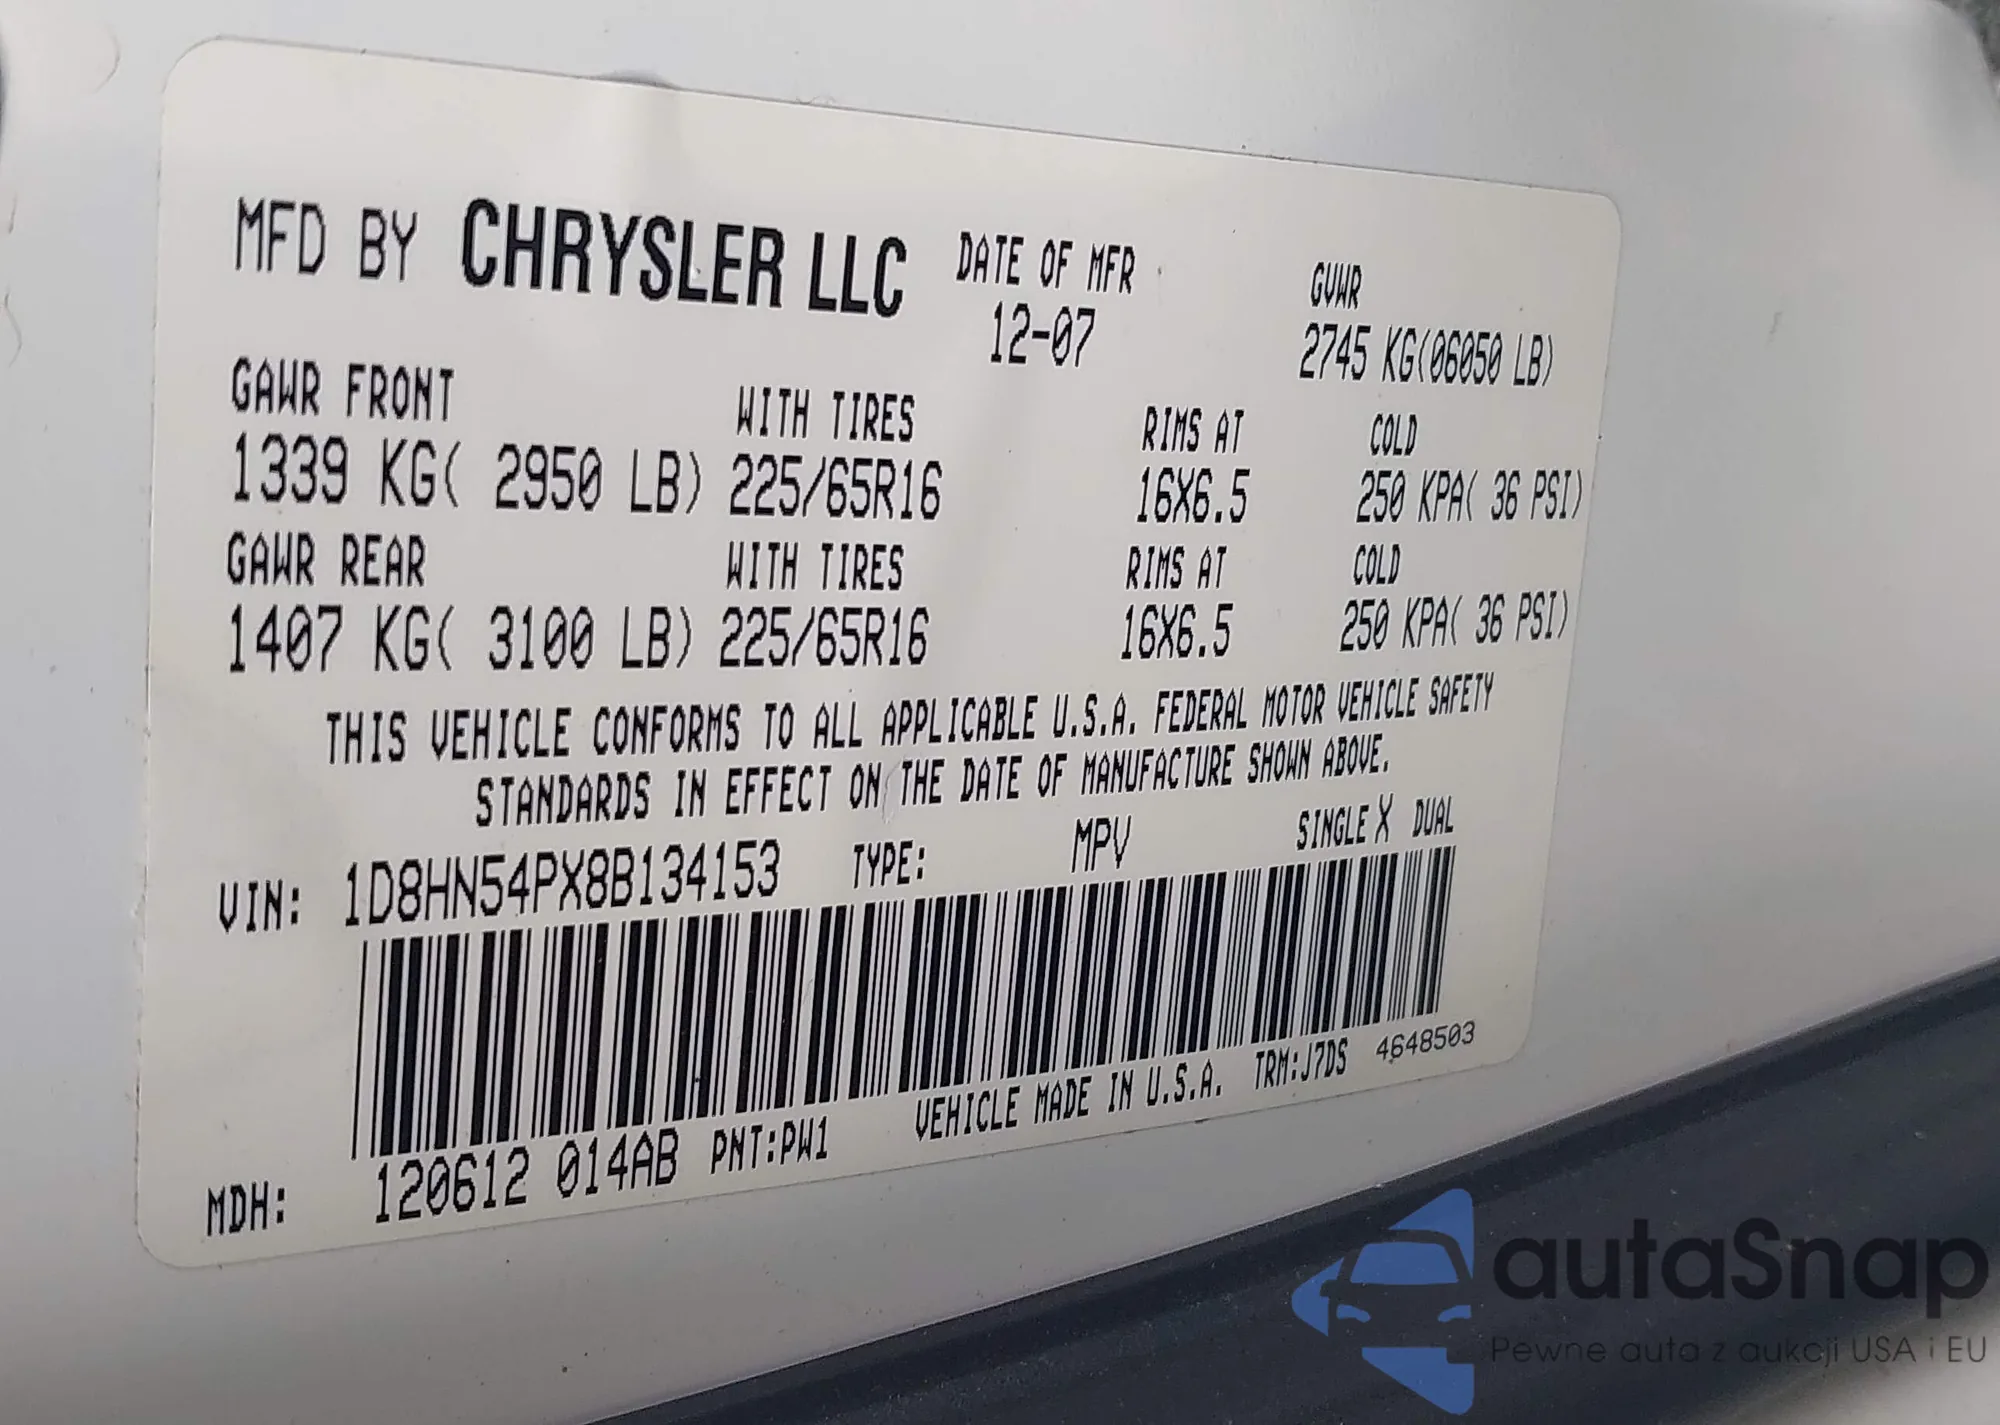 MFD BY CHRYSLER LLC DATE OF MFR GVWR
12-07 2745 KG(06050 LB)
GAWR FRONT WITH TIRES RIMS AT COLD
1339 KG( 2950 LB) 225/65R16 16X6.5 250 KPA( 36 PSI)
GAWR REAR WITH TIRES RIMS AT COLD
1407 KG( 3100 LB) 225/65R16 16X6.5 250 KPA( 36 PSI)
THIS VEHICLE CONFORMS TO ALL APPLICABLE U.S.A. FEDERAL MOTOR VEHICLE SAFETY
STANDARDS IN EFFECT ON THE DATE OF MANUFACTURE SHOWN ABOVE.
VIN: 1D8HN54PX8B134153 TYPE: MPV SINGLE X DUAL
MDH: 120612 014AB PNT:PW1 VEHICLE MADE IN U.S.A. TRM:J7DS 4648503
autaSnap
Pewne auta z aukcji USA i EU